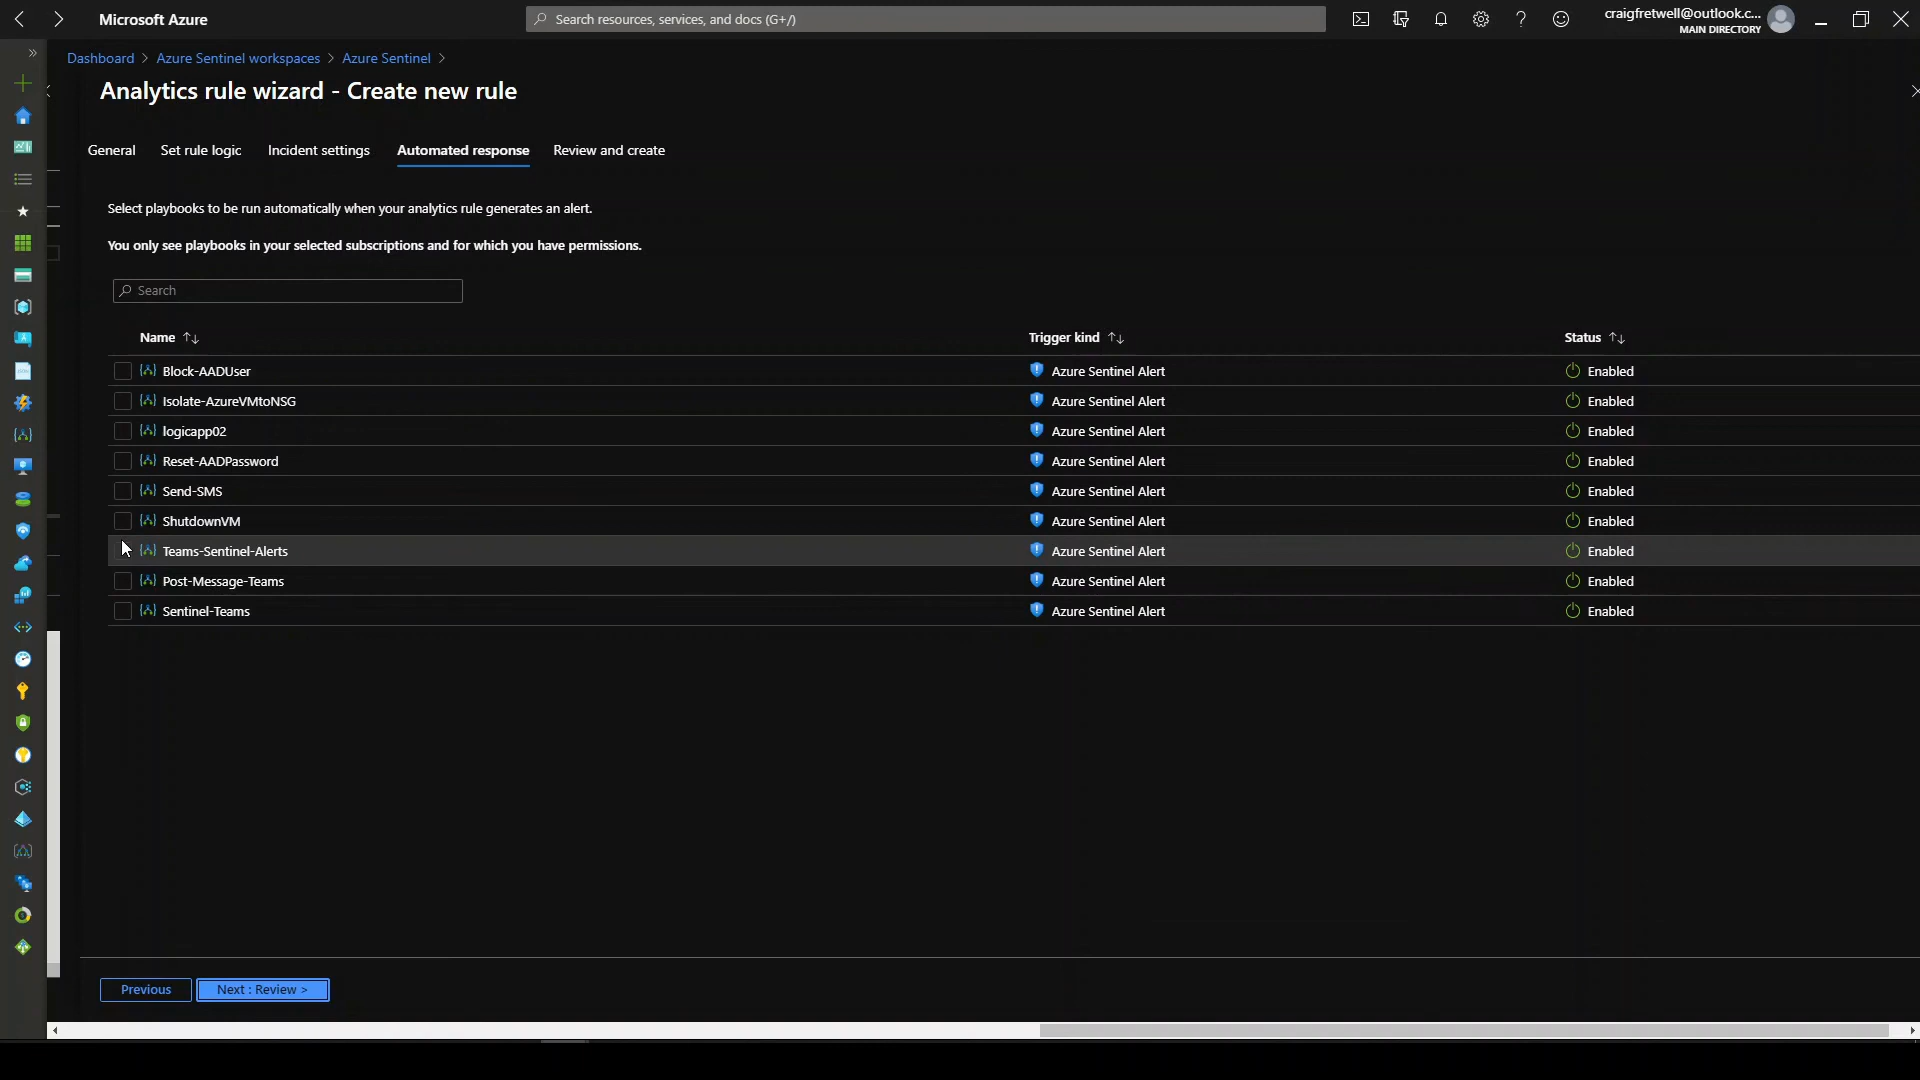 Microsoft Azure
Search resources, services, and docs (G+/)
craigfretwell@outlook.c...
MAIN DIRECTORY
Dashboard > Azure Sentinel workspaces > Azure Sentinel >
Analytics rule wizard - Create new rule
General Set rule logic Incident settings Automated response Review and create
Select playbooks to be run automatically when your analytics rule generates an alert.
You only see playbooks in your selected subscriptions and for which you have permissions.
Search
Name Trigger kind Status
Block-AADUser Azure Sentinel Alert Enabled
Isolate-AzureVMtoNSG Azure Sentinel Alert Enabled
logicapp02 Azure Sentinel Alert Enabled
Reset-AADPassword Azure Sentinel Alert Enabled
Send-SMS Azure Sentinel Alert Enabled
ShutdownVM Azure Sentinel Alert Enabled
Teams-Sentinel-Alerts Azure Sentinel Alert Enabled
Post-Message-Teams Azure Sentinel Alert Enabled
Sentinel-Teams Azure Sentinel Alert Enabled
Previous Next : Review >